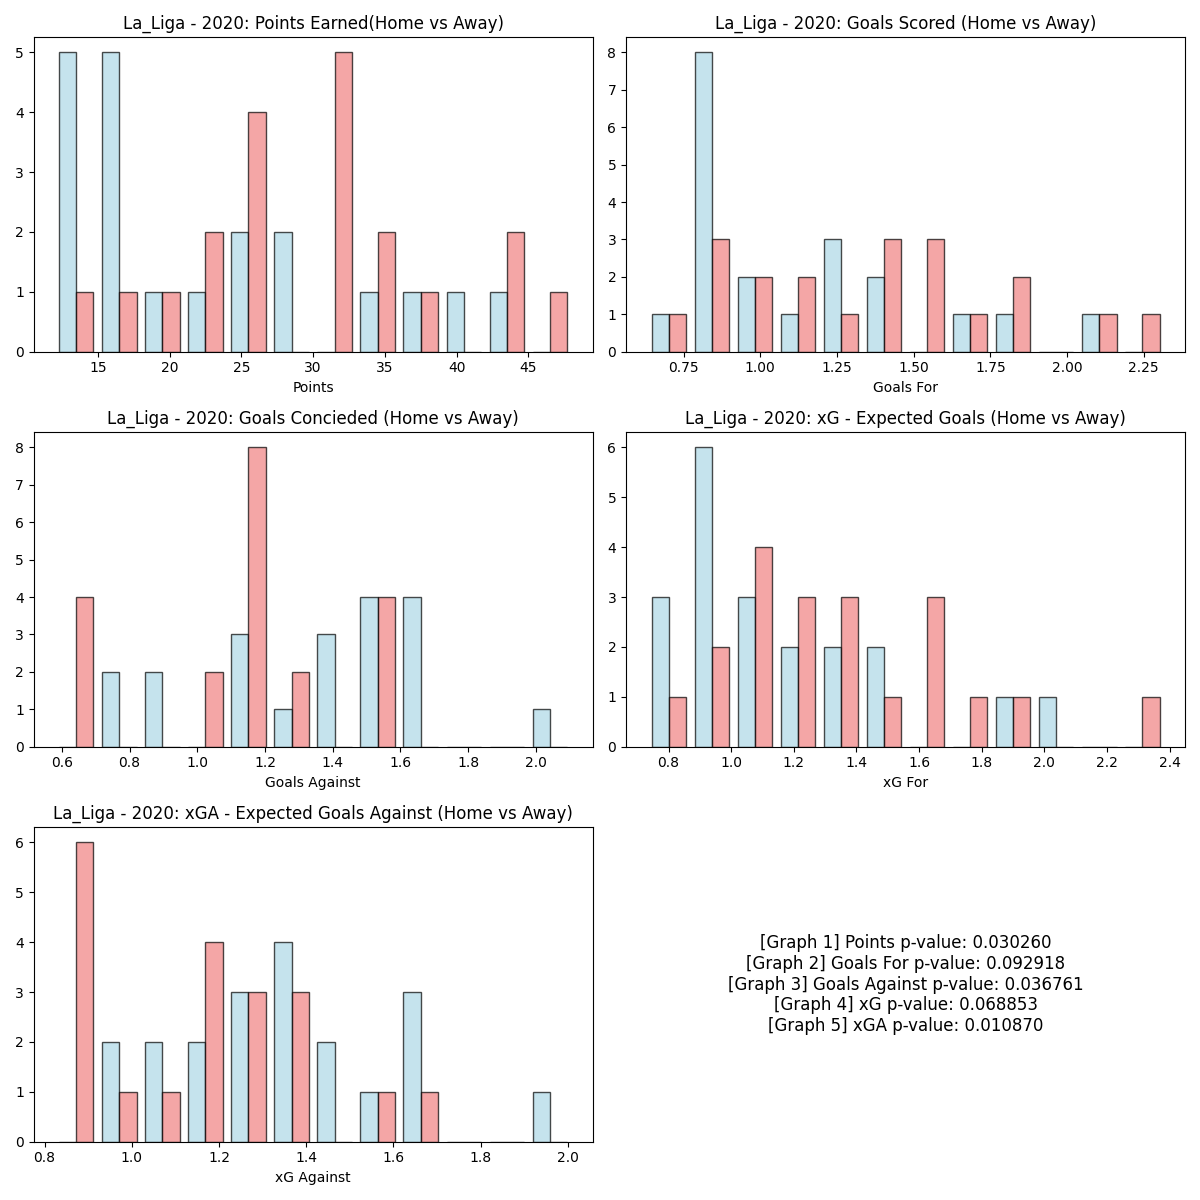 La_Liga - 2020: Points Earned(Home vs Away)
5
4
3
2
1
0
15 20 25 30 35 40 45
Points
La_Liga - 2020: Goals Scored (Home vs Away)
8
7
6
5
4
3
2
1
0
0.75 1.00 1.25 1.50 1.75 2.00 2.25
Goals For
La_Liga - 2020: Goals Concieded (Home vs Away)
8
7
6
5
4
3
2
1
0
0.6 0.8 1.0 1.2 1.4 1.6 1.8 2.0
Goals Against
La_Liga - 2020: xG - Expected Goals (Home vs Away)
6
5
4
3
2
1
0
0.8 1.0 1.2 1.4 1.6 1.8 2.0 2.2 2.4
xG For
La_Liga - 2020: xGA - Expected Goals Against (Home vs Away)
6
5
4
3
2
1
0
0.8 1.0 1.2 1.4 1.6 1.8 2.0
xG Against
[Graph 1] Points p-value: 0.030260
[Graph 2] Goals For p-value: 0.092918
[Graph 3] Goals Against p-value: 0.036761
[Graph 4] xG p-value: 0.068853
[Graph 5] xGA p-value: 0.010870